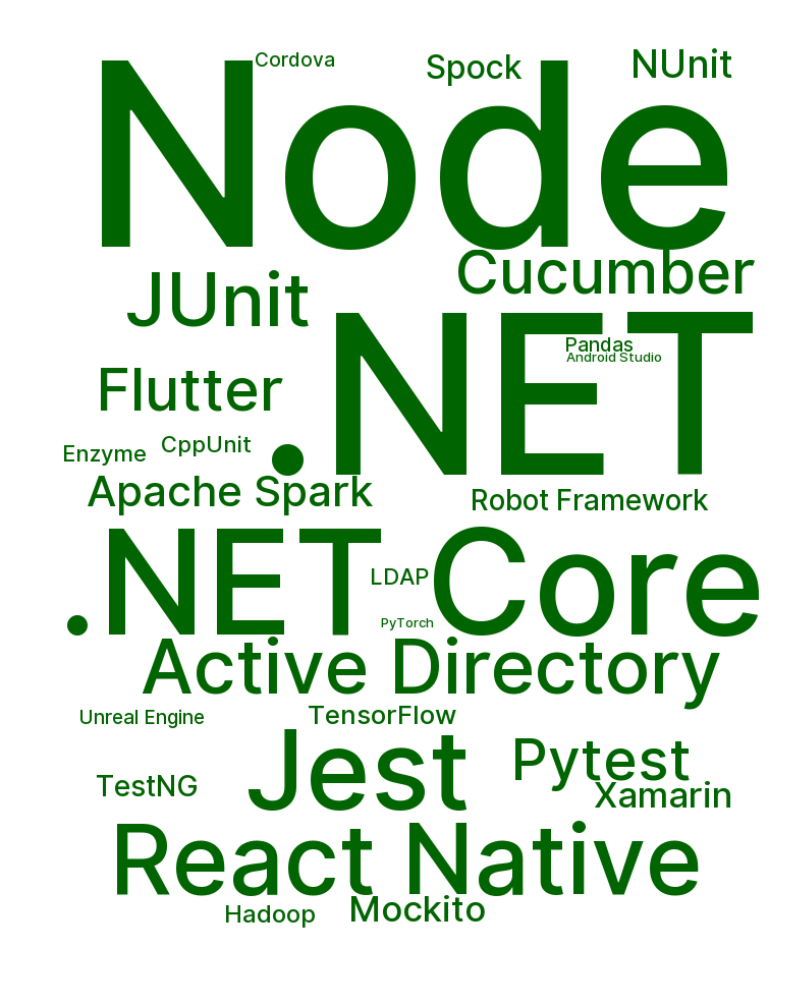 Cordova
Spock
NUnit
Node
Cucumber
JUnit
.NET
Pandas
Android Studio
Flutter
CppUnit
Enzyme
Apache Spark
Robot Framework
.NET Core
LDAP
PyTorch
Active Directory
Unreal Engine
TensorFlow
Jest
Pytest
TestNG
Xamarin
React Native
Hadoop
Mockito